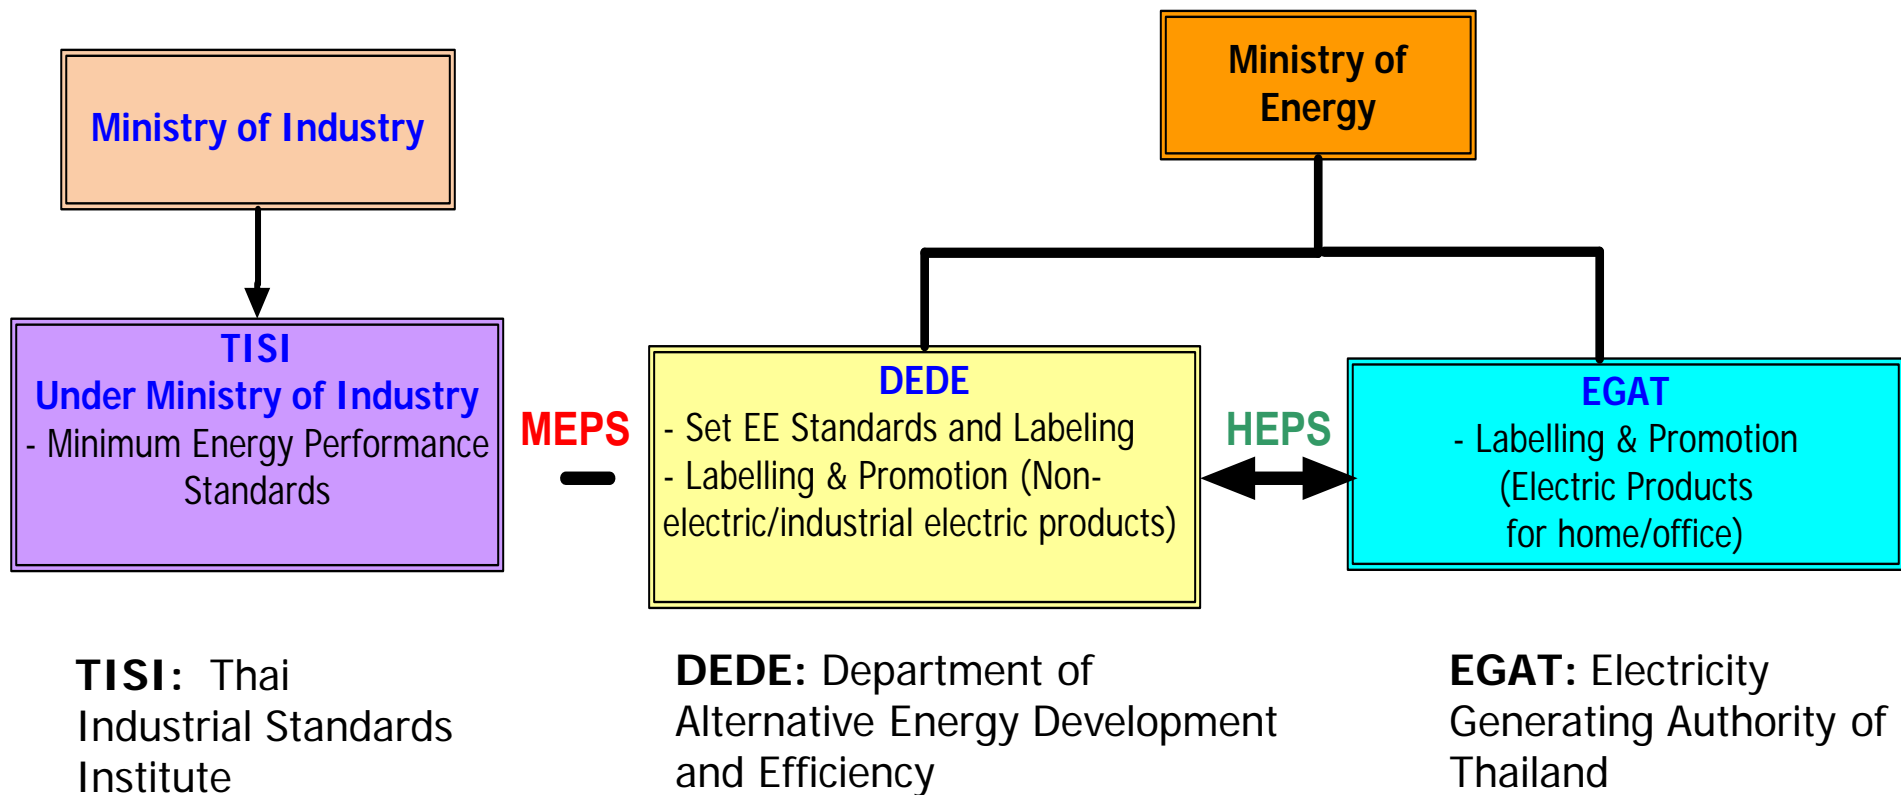 Ministry of Industry
Ministry of
Energy
TISI
Under Ministry of Industry
- Minimum Energy Performance
Standards
MEPS
DEDE
- Set EE Standards and Labeling
- Labelling & Promotion (Non-
electric/industrial electric products)
HEPS
EGAT
- Labelling & Promotion
(Electric Products
for home/office)
TISI: Thai
Industrial Standards
Institute
DEDE: Department of
Alternative Energy Development
and Efficiency
EGAT: Electricity
Generating Authority of
Thailand